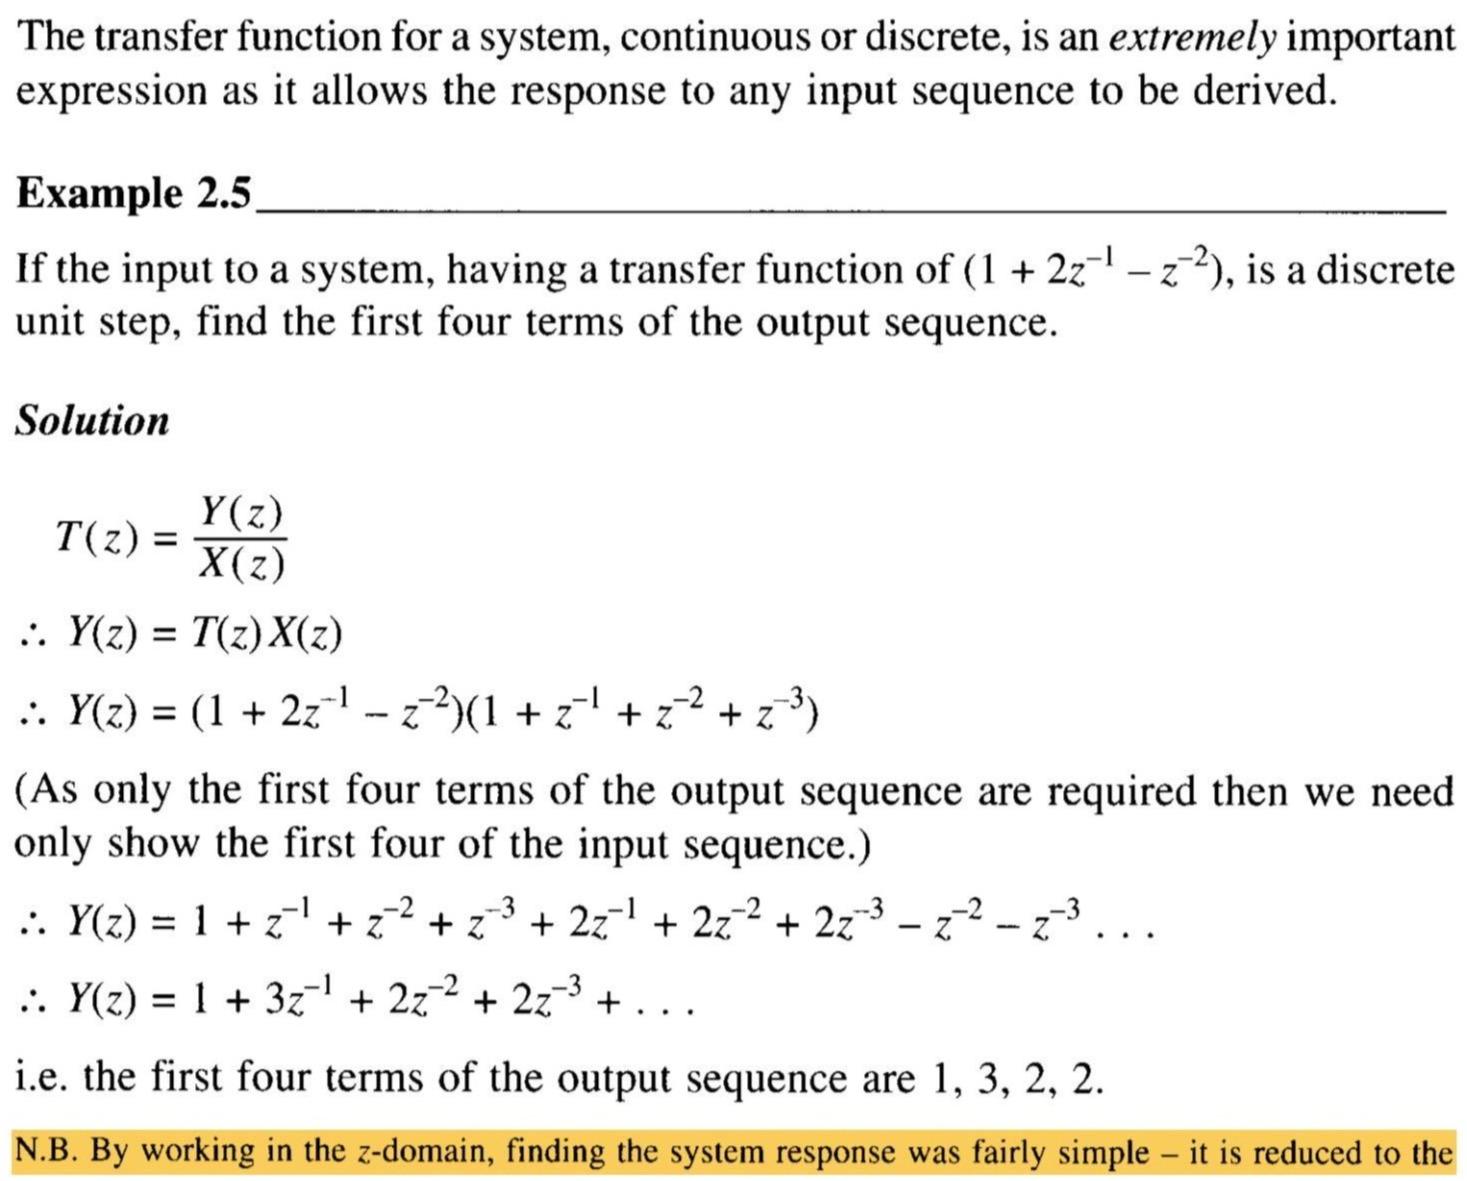 The transfer function for a system, continuous or discrete, is an extremely important
expression as it allows the response to any input sequence to be derived.
Example 2.5
If the input to a system, having a transfer function of (1 + 2z⁻¹ – z⁻²), is a discrete
unit step, find the first four terms of the output sequence.
Solution
T(z) = Y(z)/X(z)
∴ Y(z) = T(z)X(z)
∴ Y(z) = (1 + 2z⁻¹ – z⁻²)(1 + z⁻¹ + z⁻² + z⁻³)
(As only the first four terms of the output sequence are required then we need
only show the first four of the input sequence.)
∴ Y(z) = 1 + z⁻¹ + z⁻² + z⁻³ + 2z⁻¹ + 2z⁻² + 2z⁻³ – z⁻² – z⁻³ . . .
∴ Y(z) = 1 + 3z⁻¹ + 2z⁻² + 2z⁻³ + . . .
i.e. the first four terms of the output sequence are 1, 3, 2, 2.
N.B. By working in the z-domain, finding the system response was fairly simple – it is reduced to the